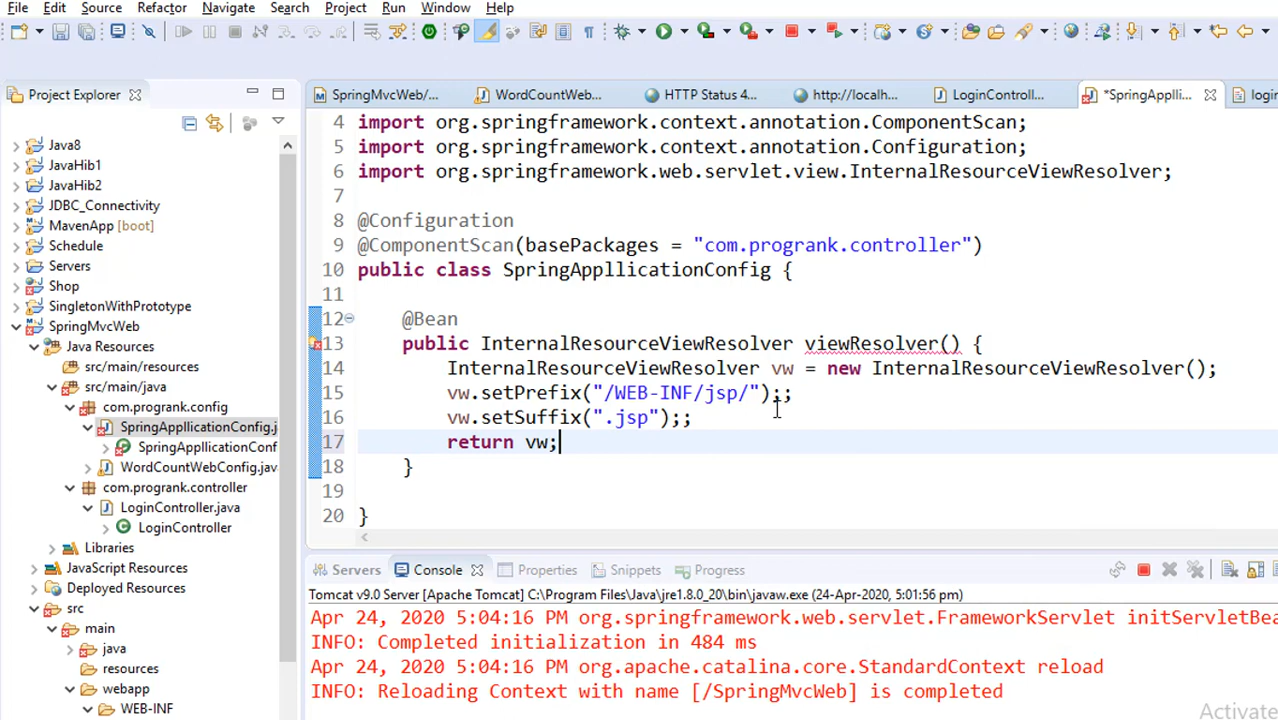 File Edit Source Refactor Navigate Search Project Run Window Help
Project Explorer
SpringMvcWeb/... WordCountWeb... HTTP Status 4... http://localh... LoginControll... *SpringApplli... login
Java8
JavaHib1
JavaHib2
JDBC_Connectivity
MavenApp [boot]
Schedule
Servers
Shop
SingletonWithPrototype
SpringMvcWeb
Java Resources
src/main/resources
src/main/java
com.progrank.config
SpringAppllicationConfig.j
SpringAppllicationConf
WordCountWebConfig.java
com.progrank.controller
LoginController.java
LoginController
Libraries
JavaScript Resources
Deployed Resources
src
main
java
resources
webapp
WEB-INF
4 import org.springframework.context.annotation.ComponentScan;
5 import org.springframework.context.annotation.Configuration;
6 import org.springframework.web.servlet.view.InternalResourceViewResolver;
7
8 @Configuration
9 @ComponentScan(basePackages = "com.progrank.controller")
10 public class SpringAppllicationConfig {
11
12 @Bean
13 public InternalResourceViewResolver viewResolver() {
14 InternalResourceViewResolver vw = new InternalResourceViewResolver();
15 vw.setPrefix("/WEB-INF/jsp/");;
16 vw.setSuffix(".jsp");;
17 return vw;
18 }
19
20 }
Servers Console Properties Snippets Progress
Tomcat v9.0 Server [Apache Tomcat] C:\Program Files\Java\jre1.8.0_20\bin\javaw.exe (24-Apr-2020, 5:01:56 pm)
Apr 24, 2020 5:04:16 PM org.springframework.web.servlet.FrameworkServlet initServletBea
INFO: Completed initialization in 484 ms
Apr 24, 2020 5:04:16 PM org.apache.catalina.core.StandardContext reload
INFO: Reloading Context with name [/SpringMvcWeb] is completed
Activate